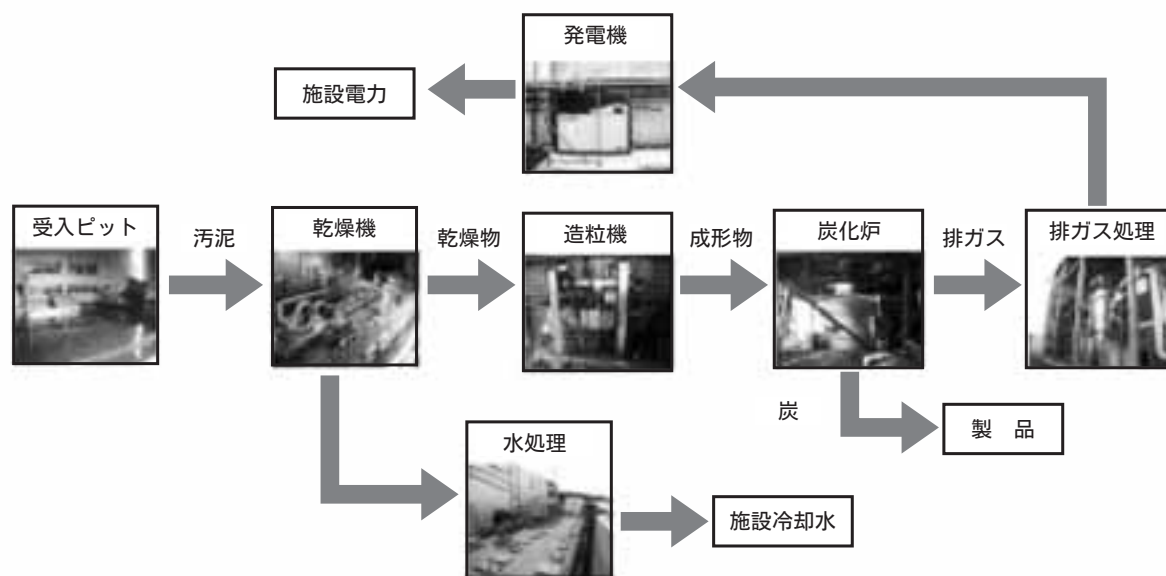 発電機
施設電力
受入ピット
汚泥
乾燥機
乾燥物
造粒機
成形物
炭化炉
排ガス
排ガス処理
炭
製　品
水処理
施設冷却水